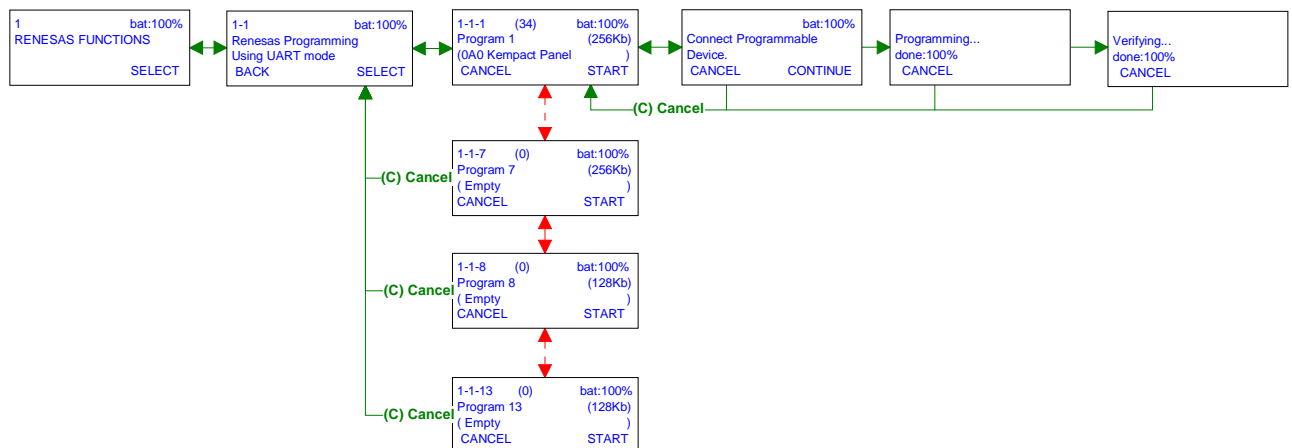 1 bat:100%
RENESAS FUNCTIONS
SELECT
1-1 bat:100%
Renesas Programming
Using UART mode
BACK SELECT
1-1-1 (34) bat:100%
Program 1 (256Kb)
(0A0 Kempact Panel )
CANCEL START
bat:100%
Connect Programmable
Device.
CANCEL CONTINUE
Programming...
done:100%
CANCEL
Verifying...
done:100%
CANCEL
(C) Cancel
1-1-7 (0) bat:100%
Program 7 (256Kb)
( Empty )
CANCEL START
(C) Cancel
1-1-8 (0) bat:100%
Program 8 (128Kb)
( Empty )
CANCEL START
(C) Cancel
1-1-13 (0) bat:100%
Program 13 (128Kb)
( Empty )
CANCEL START
(C) Cancel